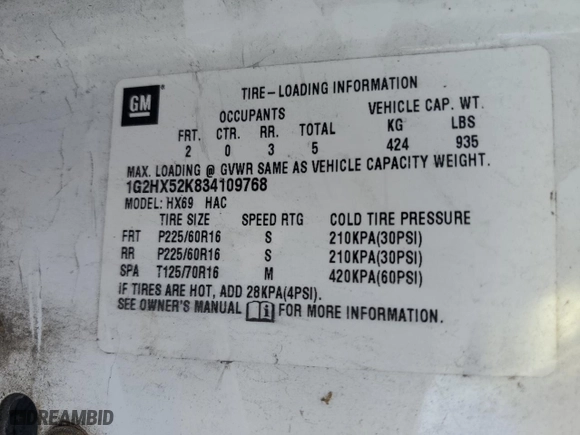 GM
TIRE-LOADING INFORMATION
OCCUPANTS VEHICLE CAP. WT.
FRT. CTR. RR. TOTAL KG LBS
2 0 3 5 424 935
MAX. LOADING @ GVWR SAME AS VEHICLE CAPACITY WEIGHT.
1G2HX52K834109768
MODEL: HX69 HAC
TIRE SIZE SPEED RTG COLD TIRE PRESSURE
FRT P225/60R16 S 210KPA(30PSI)
RR P225/60R16 S 210KPA(30PSI)
SPA T125/70R16 M 420KPA(60PSI)
IF TIRES ARE HOT, ADD 28KPA(4PSI).
SEE OWNER'S MANUAL FOR MORE INFORMATION.
DREAMBID